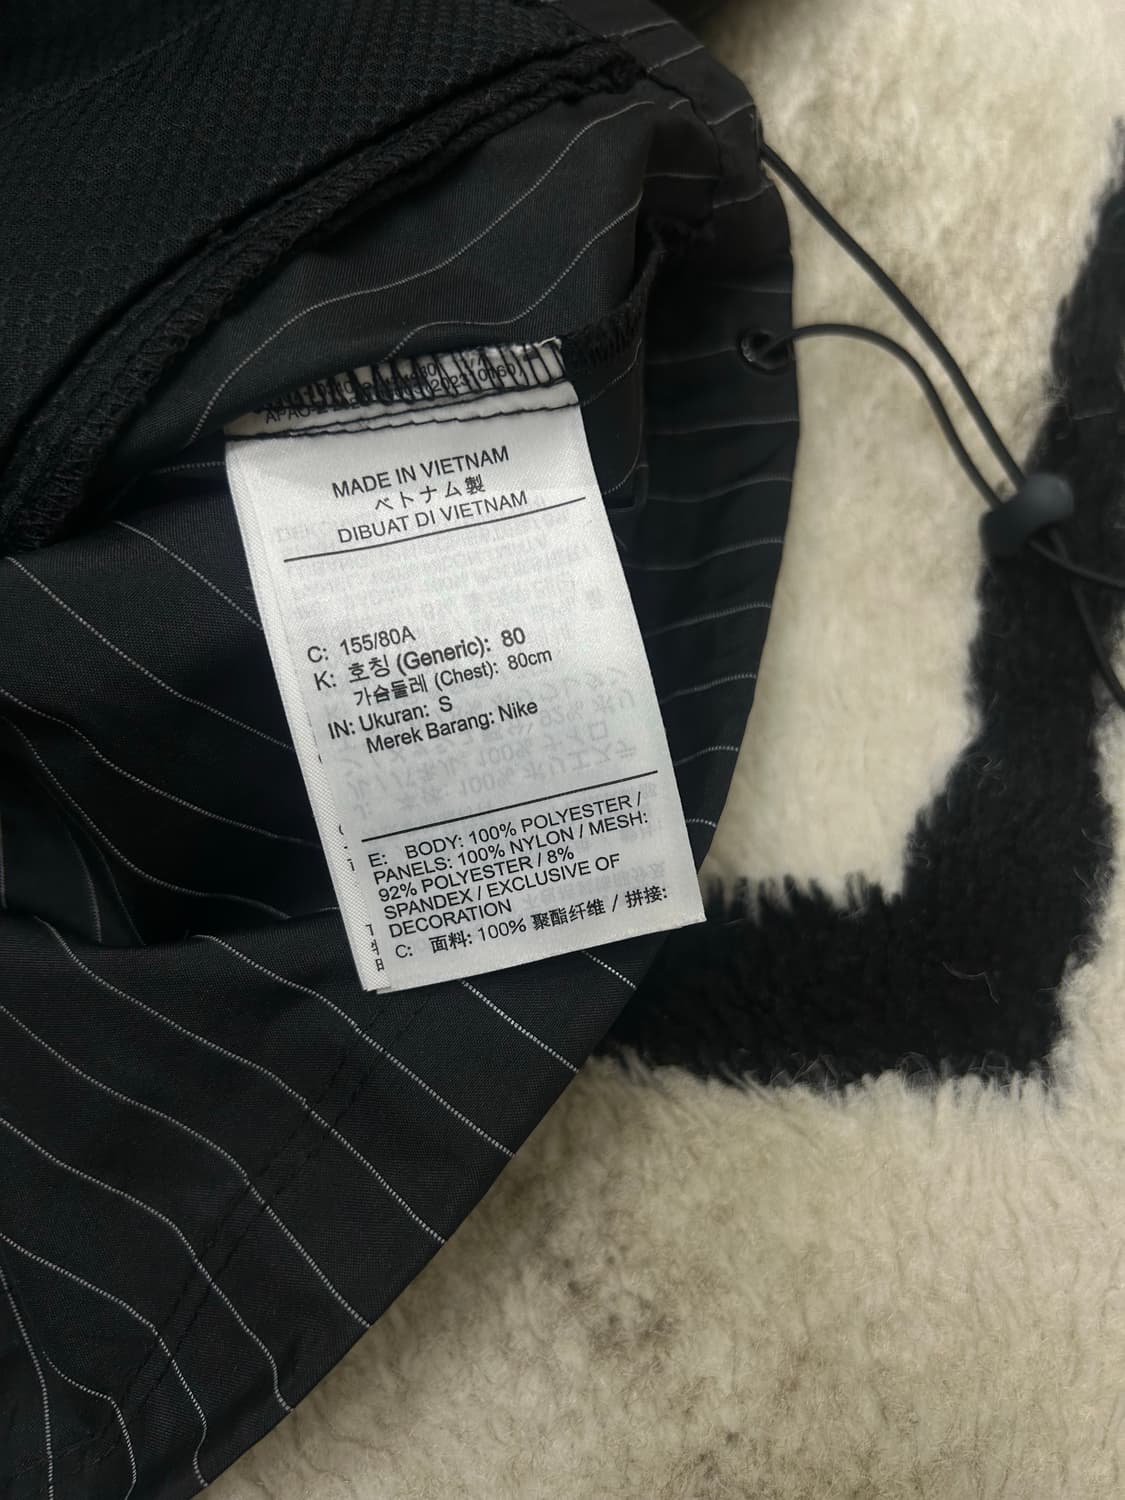 MADE IN VIETNAM
ベトナム製
DIBUAT DI VIETNAM
C: 155/80A
K: 호칭 (Generic): 80
가슴둘레 (Chest): 80cm
IN: Ukuran: S
Merek Barang: Nike
E: BODY: 100% POLYESTER /
PANELS: 100% NYLON / MESH:
92% POLYESTER / 8%
SPANDEX / EXCLUSIVE OF
DECORATION
C: 面料: 100% 聚酯纤维 / 拼接: